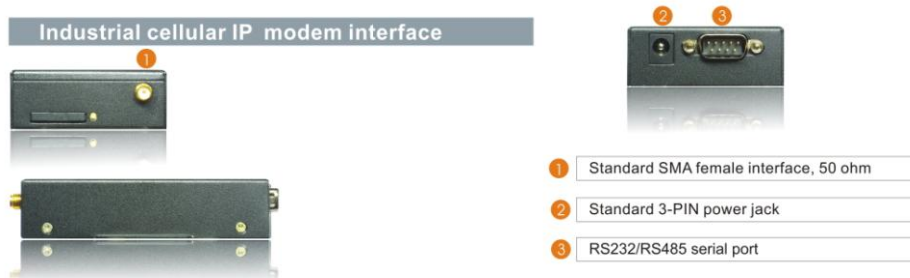 Industrial cellular IP modem interface
1
2
3
1 Standard SMA female interface, 50 ohm
2 Standard 3-PIN power jack
3 RS232/RS485 serial port